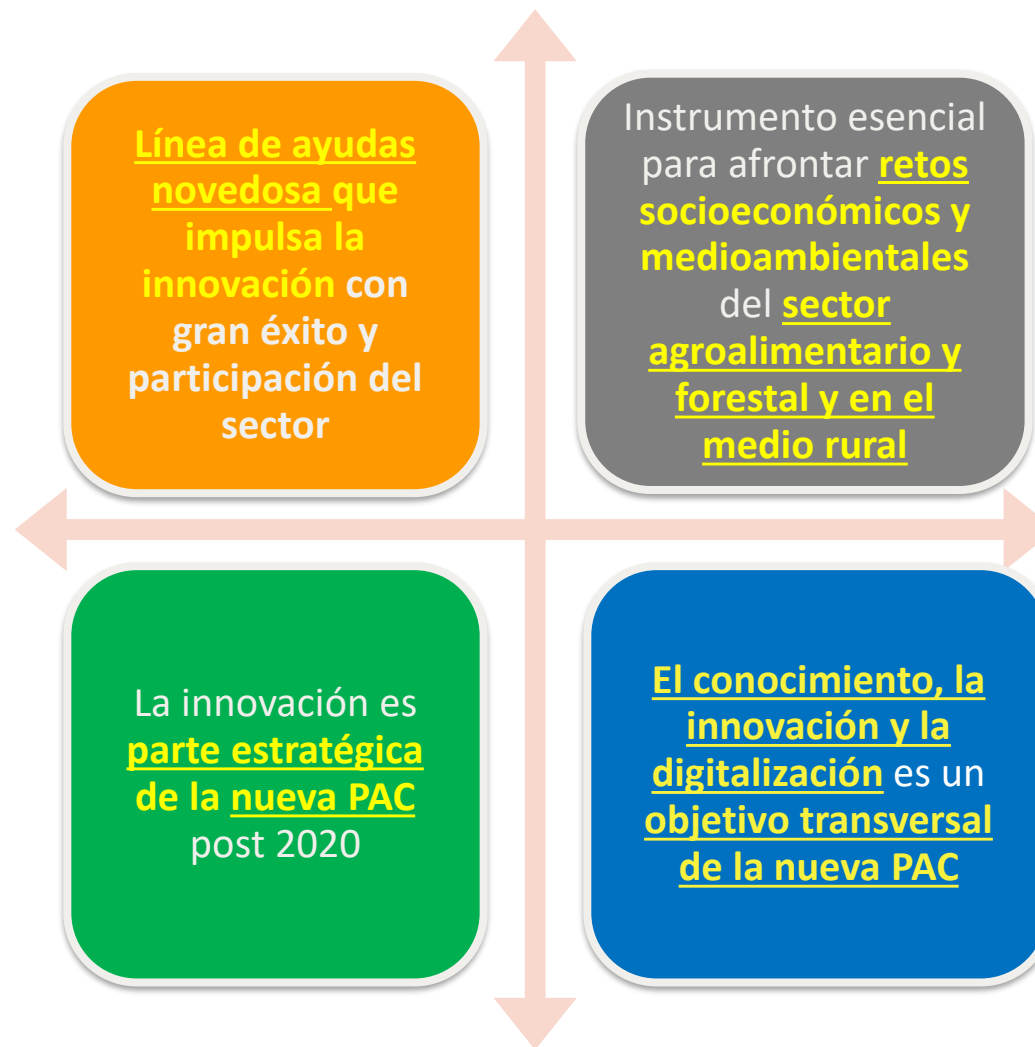 Línea de ayudas
novedosa que
impulsa la
innovación con
gran éxito y
participación del
sector
Instrumento esencial
para afrontar retos
socioeconómicos y
medioambientales
del sector
agroalimentario y
forestal y en el
medio rural
La innovación es
parte estratégica
de la nueva PAC
post 2020
El conocimiento, la
innovación y la
digitalización es un
objetivo transversal
de la nueva PAC